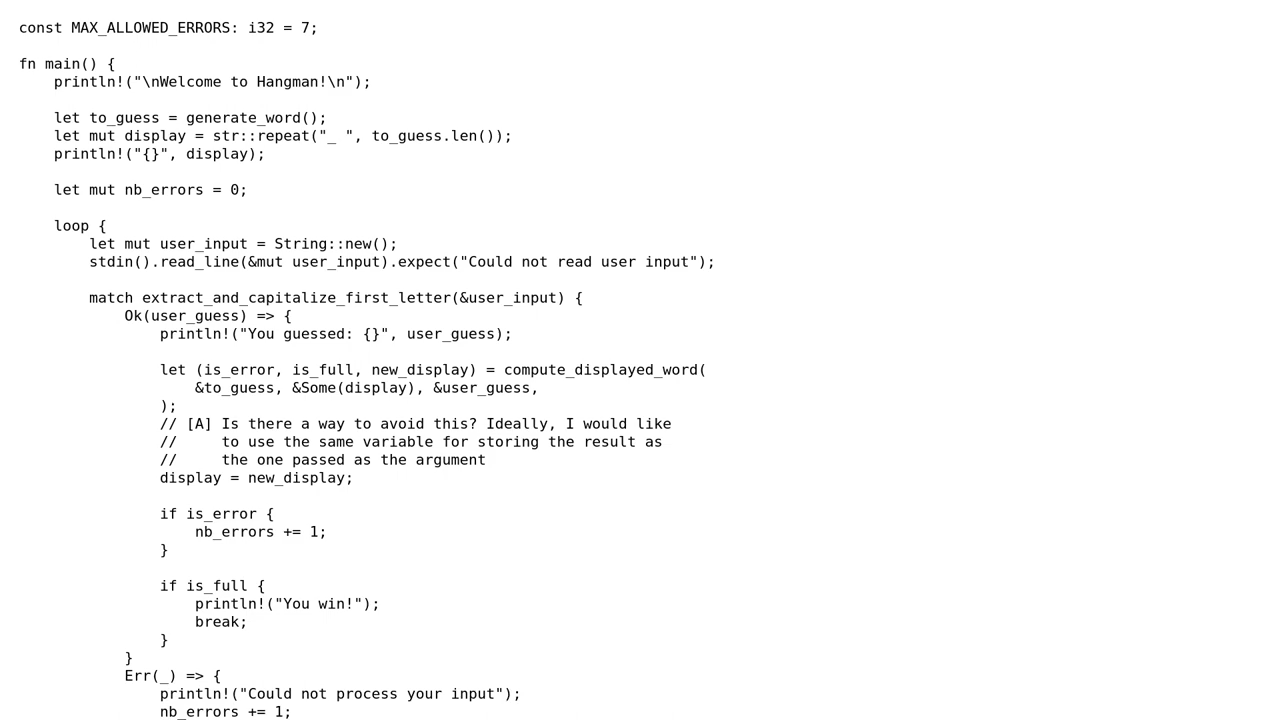 const MAX_ALLOWED_ERRORS: i32 = 7;

fn main() {
    println!("\nWelcome to Hangman!\n");

    let to_guess = generate_word();
    let mut display = str::repeat("_ ", to_guess.len());
    println!("{}", display);

    let mut nb_errors = 0;

    loop {
        let mut user_input = String::new();
        stdin().read_line(&mut user_input).expect("Could not read user input");

        match extract_and_capitalize_first_letter(&user_input) {
            Ok(user_guess) => {
                println!("You guessed: {}", user_guess);

                let (is_error, is_full, new_display) = compute_displayed_word(
                    &to_guess, &Some(display), &user_guess,
                );
                // [A] Is there a way to avoid this? Ideally, I would like
                //     to use the same variable for storing the result as
                //     the one passed as the argument
                display = new_display;

                if is_error {
                    nb_errors += 1;
                }

                if is_full {
                    println!("You win!");
                    break;
                }
            }
            Err(_) => {
                println!("Could not process your input");
                nb_errors += 1;